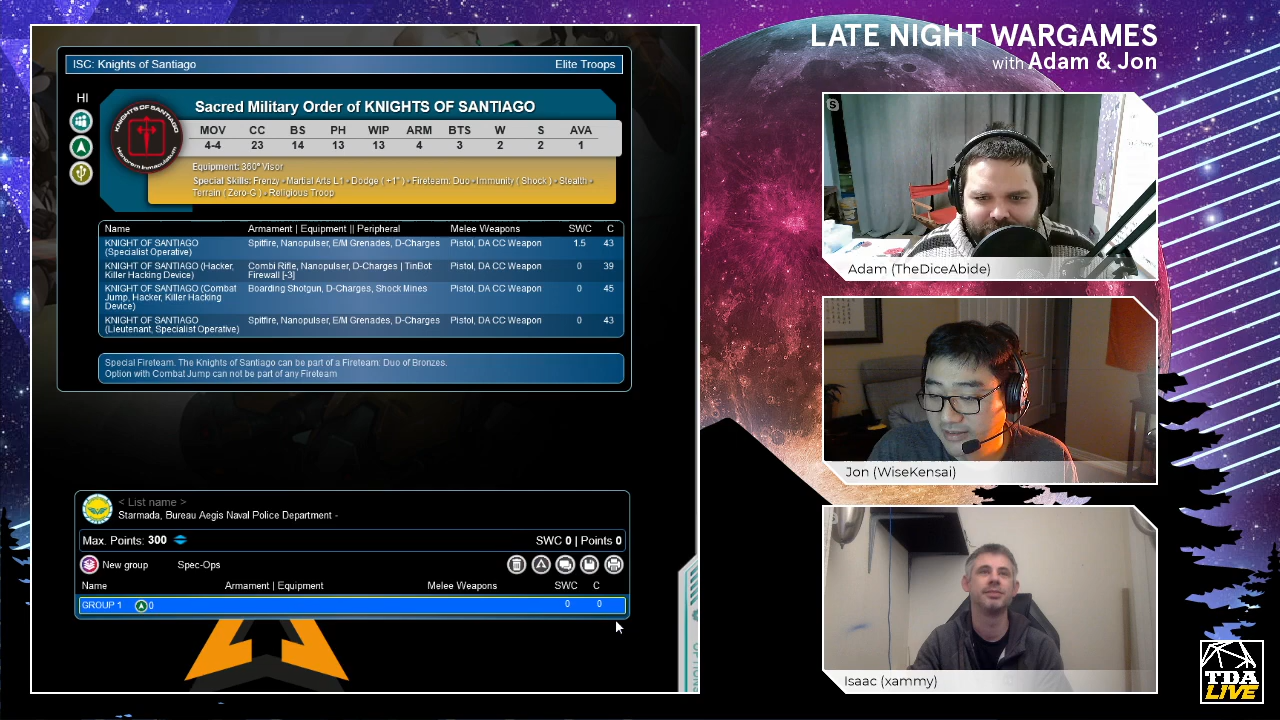 LATE NIGHT WARGAMES
with Adam & Jon
ISC: Knights of Santiago Elite Troops
HI
KNIGHTS OF SANTIAGO
Sacred Military Order of KNIGHTS OF SANTIAGO
MOV CC BS PH WIP ARM BTS W S AVA
4-4 23 14 13 13 4 3 2 2 1
Equipment: 360º Visor
Special Skills: Frenzy - Martial Arts L1 - Dodge ( +1" ) - Fireteam: Duo - Immunity ( Shock ) - Stealth -
Terrain ( Zero-G ) - Religious Troop
Name Armament | Equipment || Peripheral Melee Weapons SWC C
KNIGHT OF SANTIAGO Spitfire, Nanopulser, E/M Grenades, D-Charges Pistol, DA CC Weapon 1.5 43
(Specialist Operative)
KNIGHT OF SANTIAGO (Hacker, Combi Rifle, Nanopulser, D-Charges | TinBot: Pistol, DA CC Weapon 0 39
Killer Hacking Device) Firewall [-3]
KNIGHT OF SANTIAGO (Combat Boarding Shotgun, D-Charges, Shock Mines Pistol, DA CC Weapon 0 45
Jump, Hacker, Killer Hacking
Device)
KNIGHT OF SANTIAGO Spitfire, Nanopulser, E/M Grenades, D-Charges Pistol, DA CC Weapon 0 43
(Lieutenant, Specialist Operative)
Special Fireteam. The Knights of Santiago can be part of a Fireteam: Duo of Bronzes.
Option with Combat Jump can not be part of any Fireteam
< List name >
Starmada, Bureau Aegis Naval Police Department -
Max. Points: 300 SWC 0 | Points 0
New group Spec-Ops
Name Armament | Equipment Melee Weapons SWC C
GROUP 1 0 0 0
Adam (TheDiceAbide)
Jon (WiseKensai)
Isaac (xammy)
TDA
LIVE